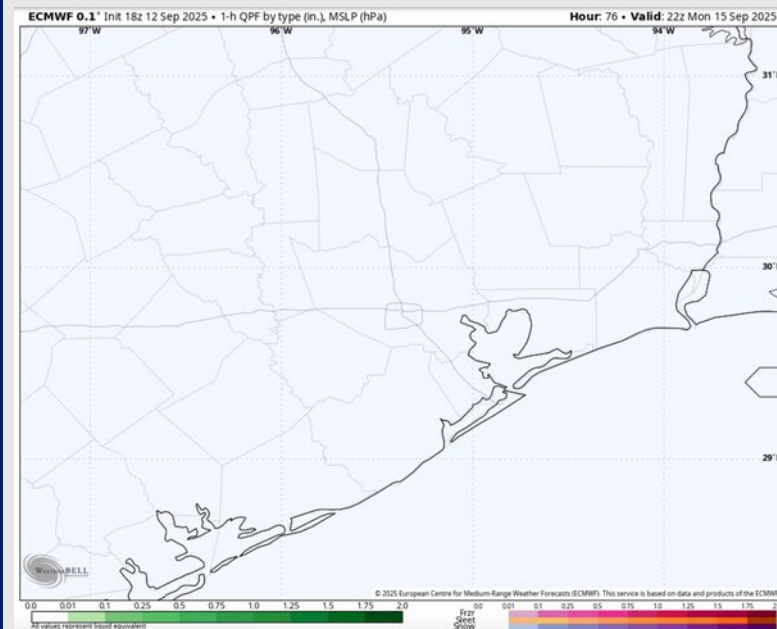 ECMWF 0.1° Init 18z 12 Sep 2025 • 1-h QPF by type (in.), MSLP (hPa) Hour: 76 • Valid: 22z Mon 15 Sep 2025
97°W 96°W 95°W 94°W
31°
30°
29°
WeatherBELL
© 2025 European Centre for Medium-Range Weather Forecasts (ECMWF). This service is based on data and products of the ECMWF
0.0 0.01 0.1 0.25 0.5 0.75 1.0 1.25 1.5 1.75 2.0 0.0 0.01 0.1 0.25 0.5 0.75 1.0 1.25 1.5 1.75 2
All values represent liquid equivalent
Frzr
Sleet
Snow